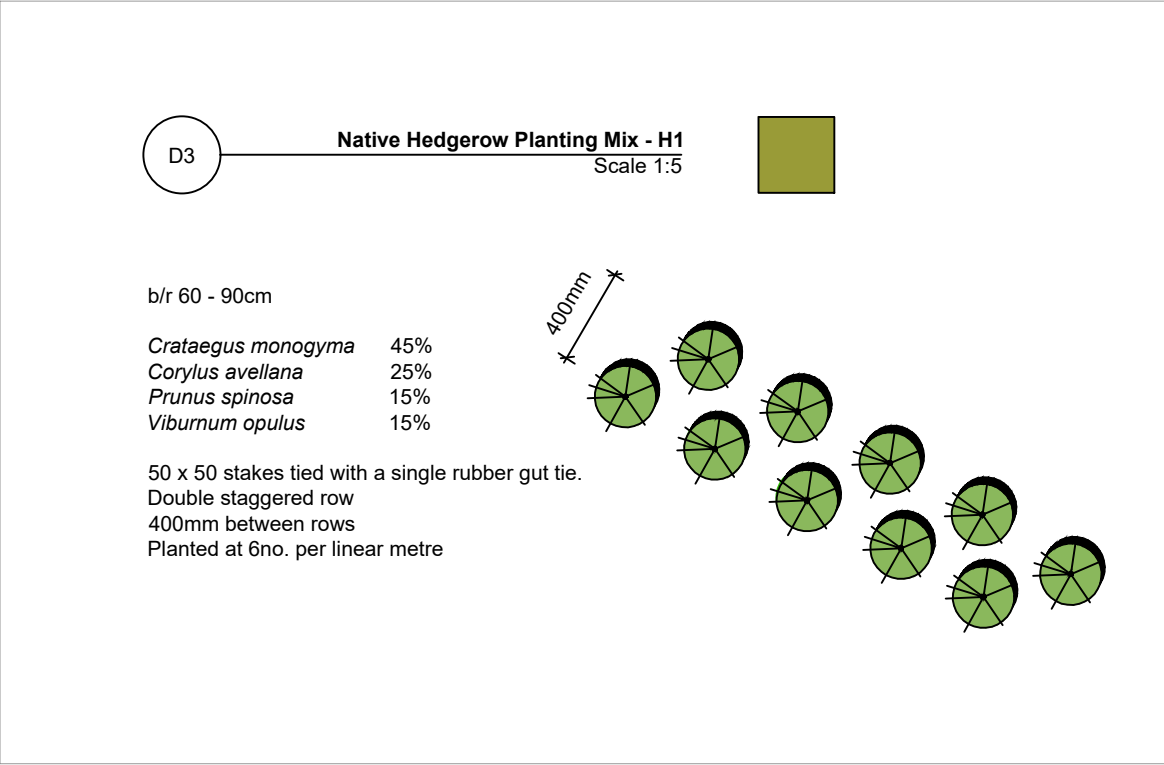 D3
Native Hedgerow Planting Mix - H1
Scale 1:5
400mm
b/r 60 - 90cm
Crataegus monogyma 45%
Corylus avellana 25%
Prunus spinosa 15%
Viburnum opulus 15%
50 x 50 stakes tied with a single rubber gut tie.
Double staggered row
400mm between rows
Planted at 6no. per linear metre